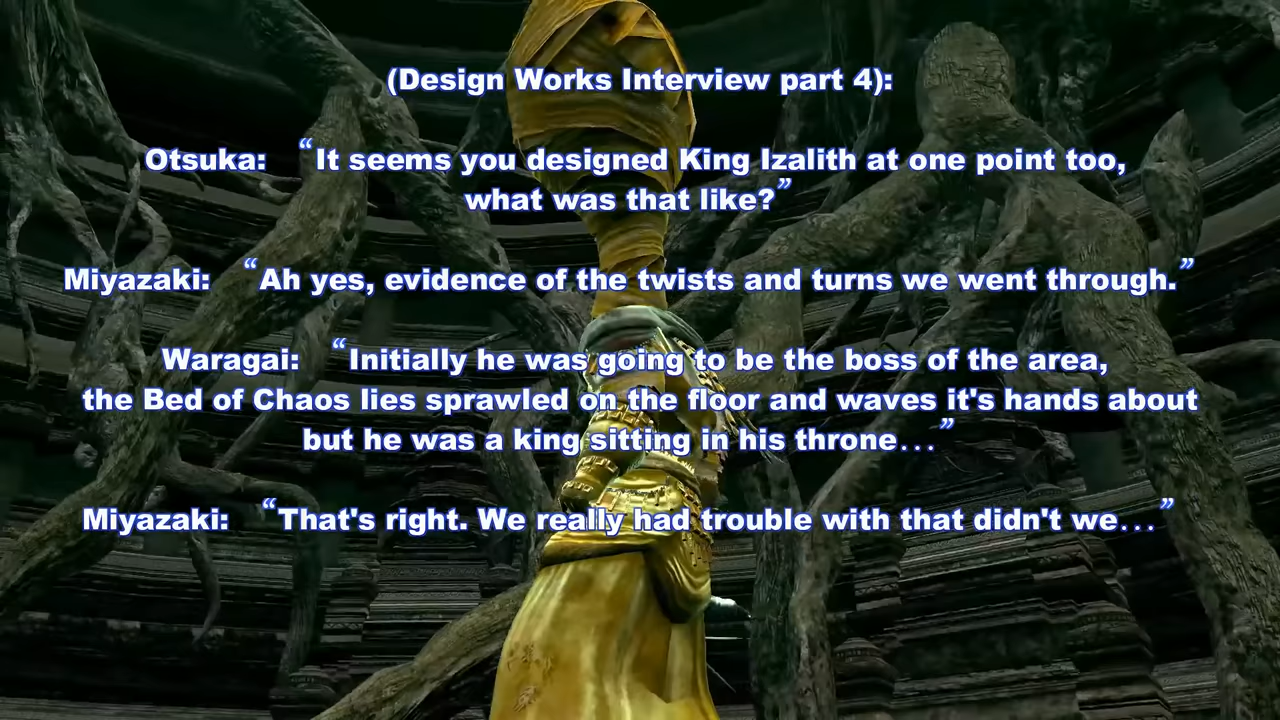 (Design Works Interview part 4):
Otsuka: “It seems you designed King Izalith at one point too,
what was that like?”
Miyazaki: “Ah yes, evidence of the twists and turns we went through.”
Waragai: “Initially he was going to be the boss of the area,
the Bed of Chaos lies sprawled on the floor and waves it's hands about
but he was a king sitting in his throne…”
Miyazaki: “That's right. We really had trouble with that didn't we…”